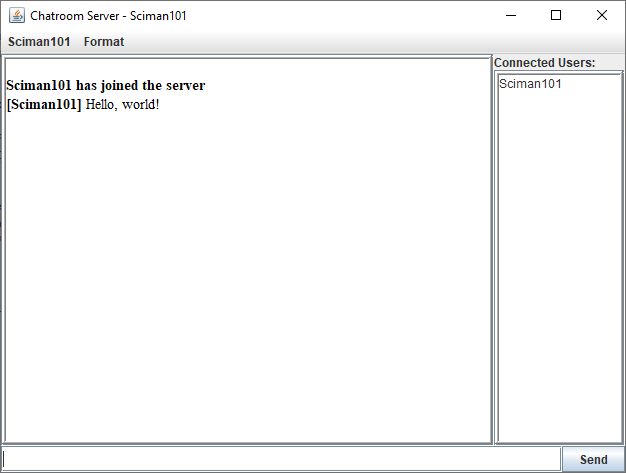 Chatroom Server - Sciman101
Sciman101 Format
Connected Users:
Sciman101 has joined the server
[Sciman101] Hello, world!
Sciman101
Send